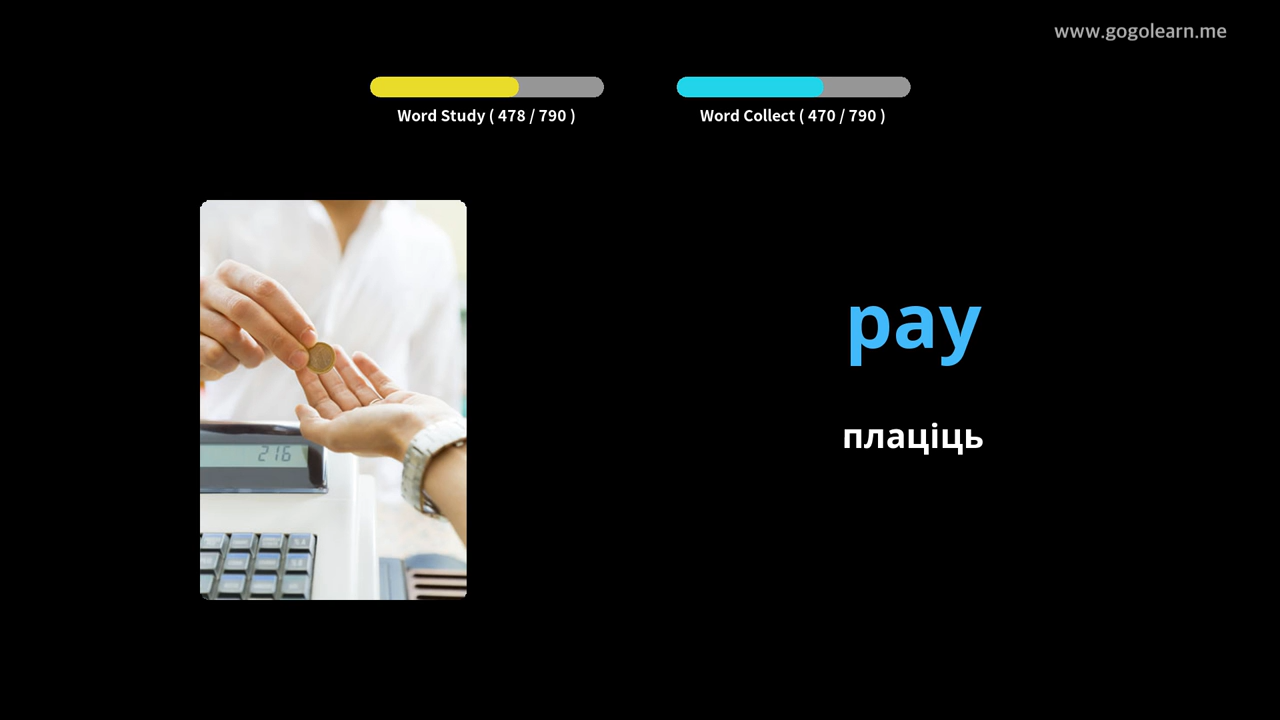 www.gogolearn.me
Word Study ( 478 / 790 )
Word Collect ( 470 / 790 )
pay
плаціць
216